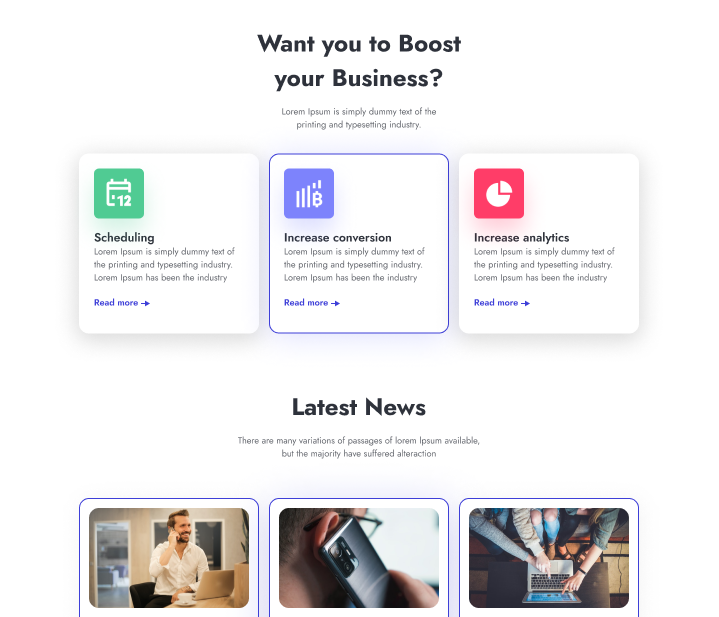 Want you to Boost
your Business?
Lorem Ipsum is simply dummy text of the
printing and typesetting industry.
12
Scheduling
Lorem Ipsum is simply dummy text of
the printing and typesetting industry.
Lorem Ipsum has been the industry
Read more
Increase conversion
Lorem Ipsum is simply dummy text of
the printing and typesetting industry.
Lorem Ipsum has been the industry
Read more
Increase analytics
Lorem Ipsum is simply dummy text of
the printing and typesetting industry.
Lorem Ipsum has been the industry
Read more
Latest News
There are many variations of passages of lorem Ipsum available,
but the majority have suffered alteraction